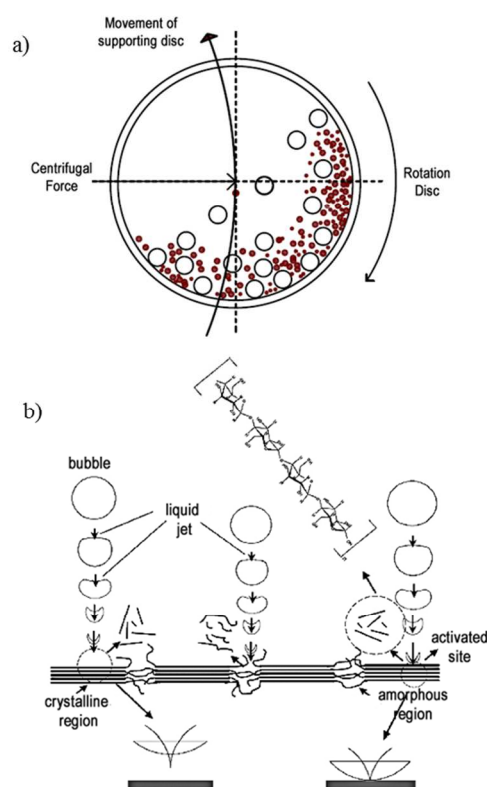 a)
Movement of
supporting disc
Centrifugal
Force
Rotation
Disc
b)
bubble
liquid
jet
activated
site
crystalline
region
amorphous
region